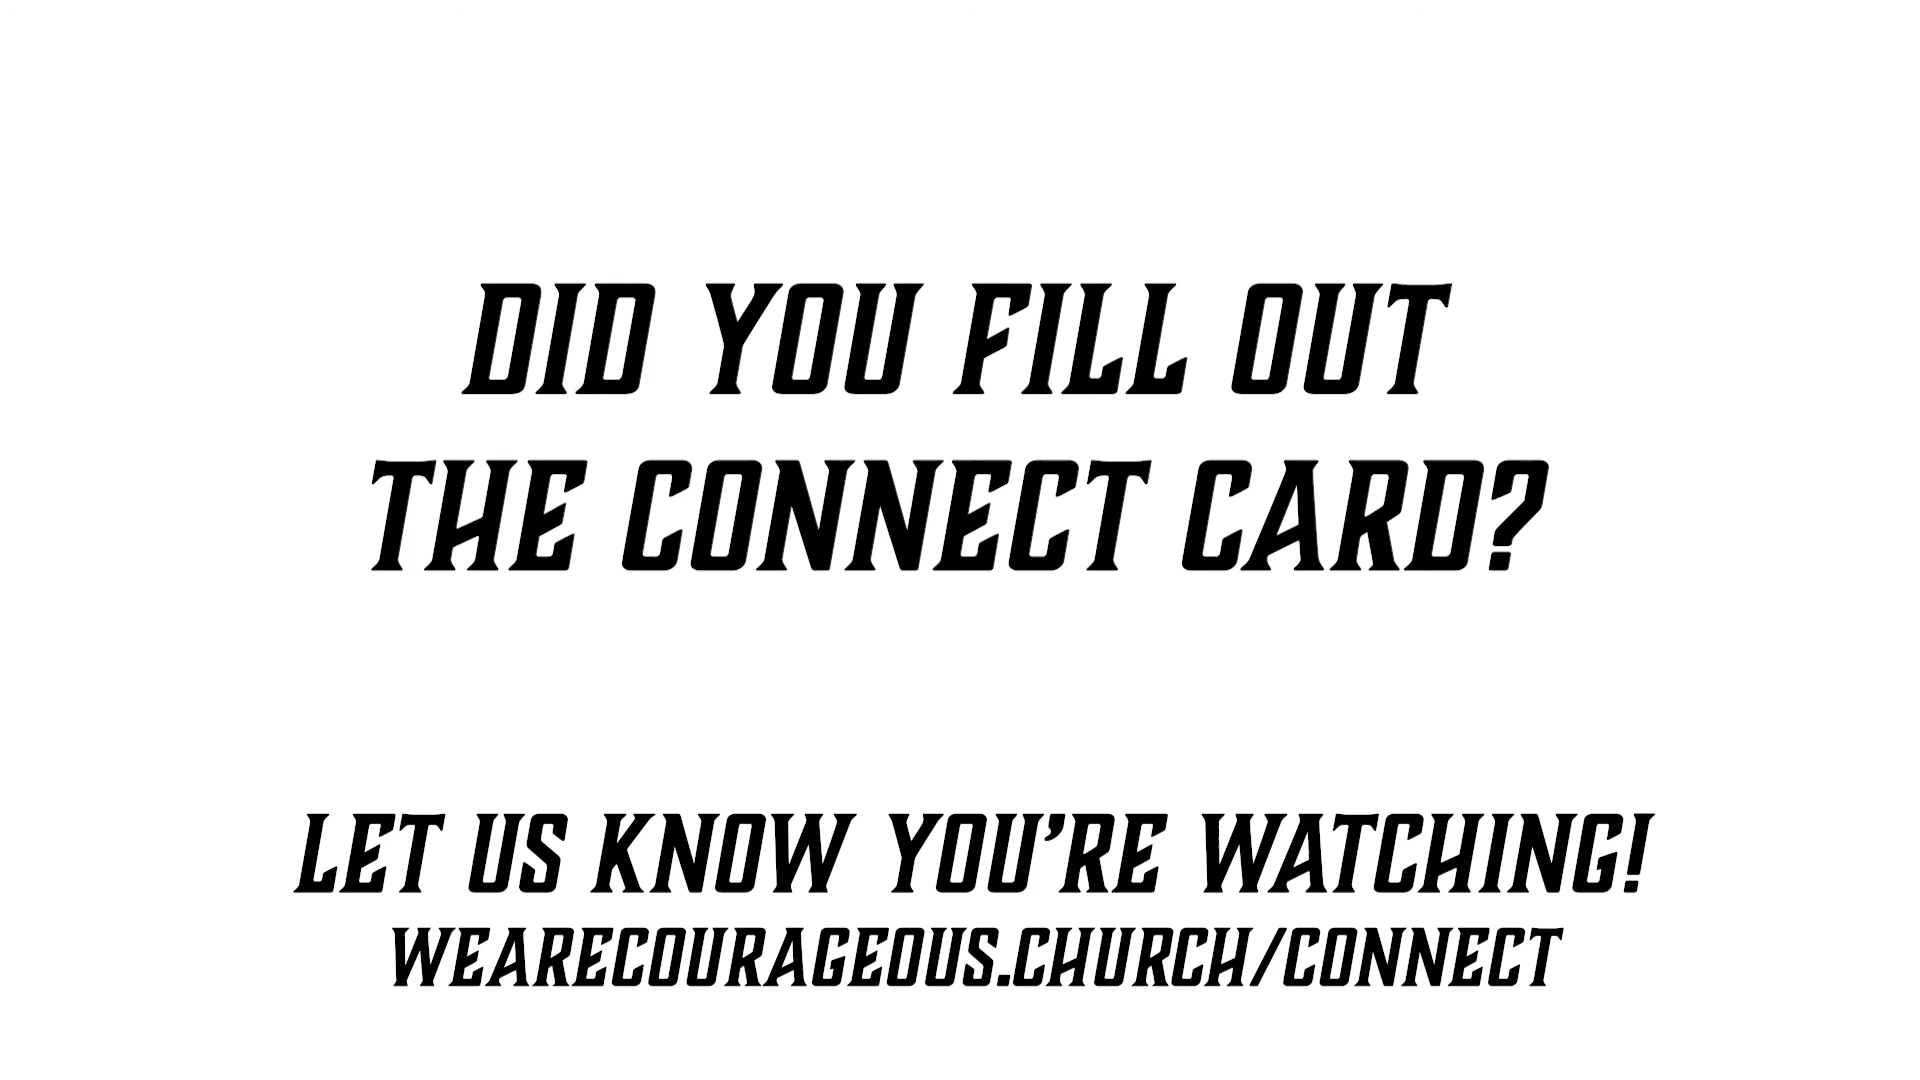 DID YOU FILL OUT
THE CONNECT CARD?
LET US KNOW YOU’RE WATCHING!
WEARECOURAGEOUS.CHURCH/CONNECT